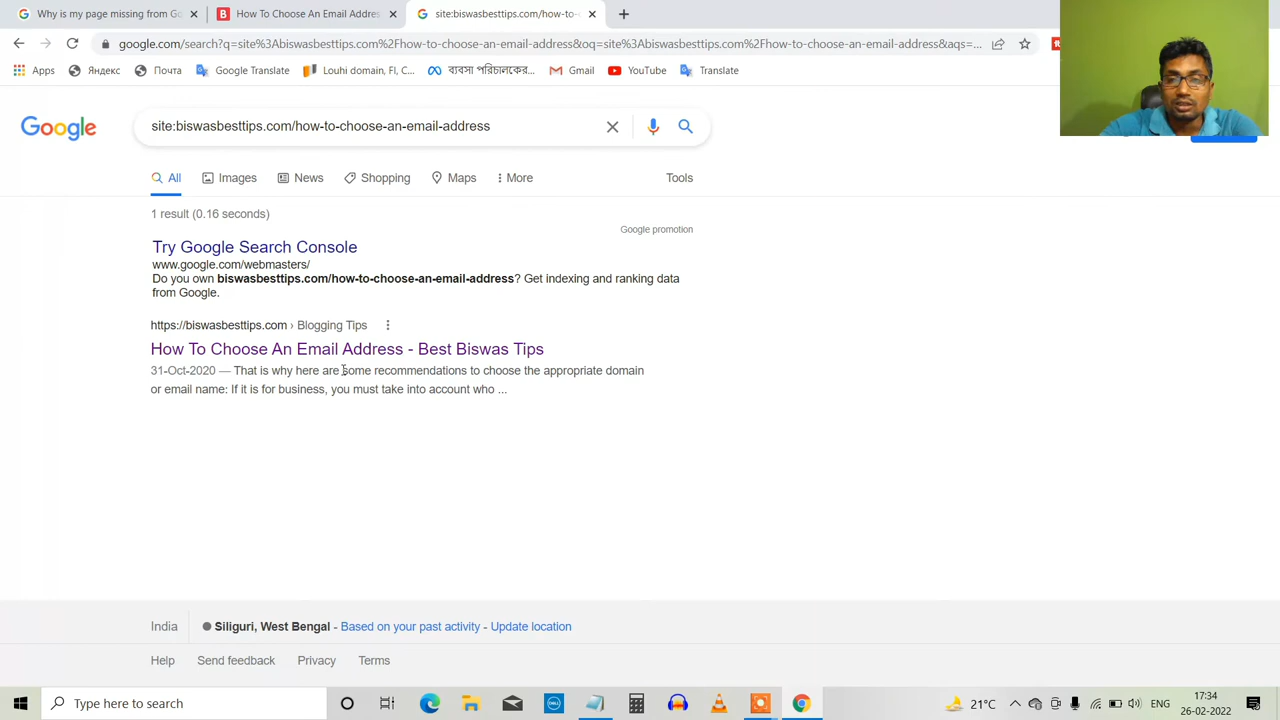 Why is my page missing from Go
How To Choose An Email Addres
site:biswasbesttips.com/how-to-c
google.com/search?q=site%3Abiswasbesttips.com%2Fhow-to-choose-an-email-address&oq=site%3Abiswasbesttips.com%2Fhow-to-choose-an-email-address&aqs=...
Apps
Яндекс
Почта
Google Translate
Louhi domain, Fl, C...
ব্যবসা পরিচালকের...
Gmail
YouTube
Translate
Google
site:biswasbesttips.com/how-to-choose-an-email-address
All
Images
News
Shopping
Maps
More
Tools
1 result (0.16 seconds)
Google promotion
Try Google Search Console
www.google.com/webmasters/
Do you own biswasbesttips.com/how-to-choose-an-email-address? Get indexing and ranking data
from Google.
https://biswasbesttips.com › Blogging Tips
How To Choose An Email Address - Best Biswas Tips
31-Oct-2020 — That is why here are some recommendations to choose the appropriate domain
or email name: If it is for business, you must take into account who ...
India
Siliguri, West Bengal - Based on your past activity - Update location
Help
Send feedback
Privacy
Terms
Type here to search
DELL
21°C
ENG
17:34
26-02-2022